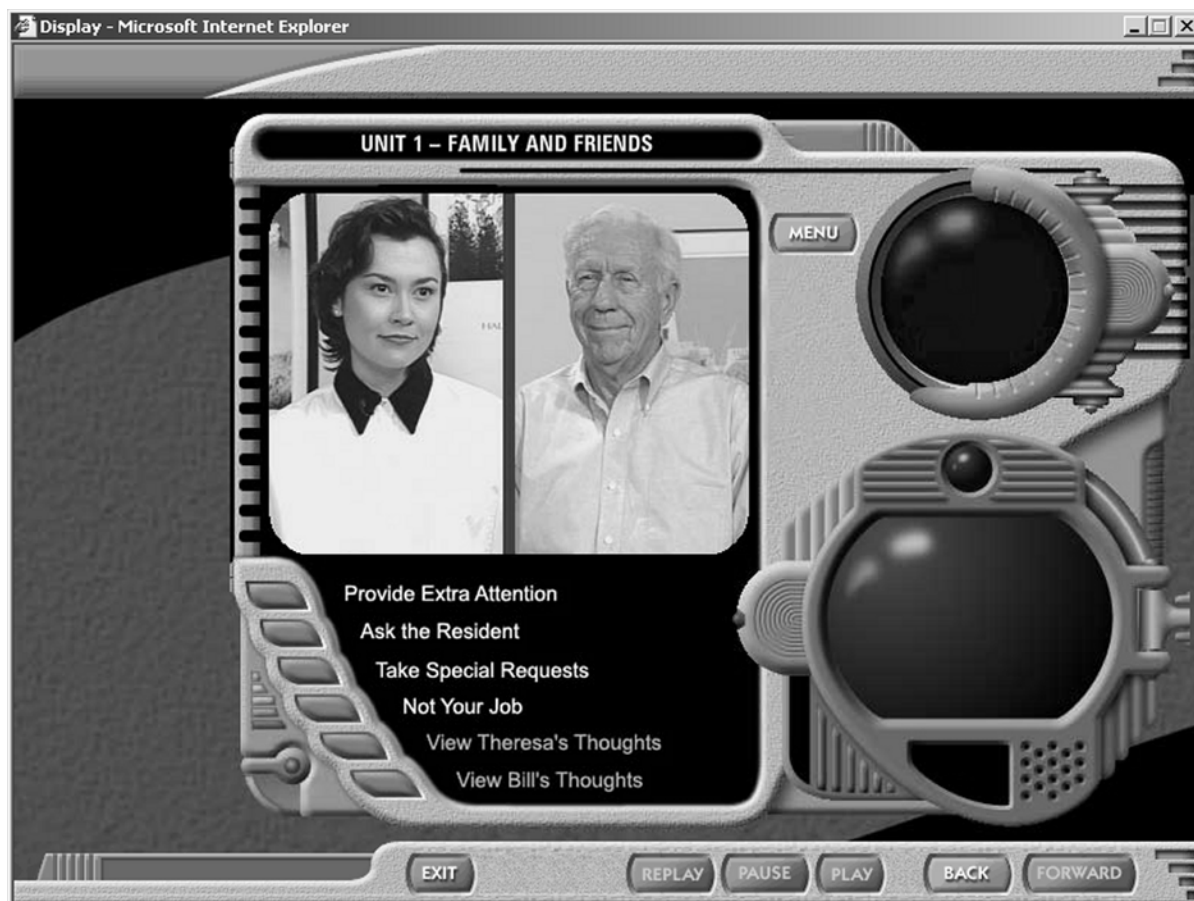 Display - Microsoft Internet Explorer
UNIT 1 – FAMILY AND FRIENDS
MENU
HAL
Provide Extra Attention
Ask the Resident
Take Special Requests
Not Your Job
View Theresa's Thoughts
View Bill's Thoughts
EXIT
REPLAY
PAUSE
PLAY
BACK
FORWARD